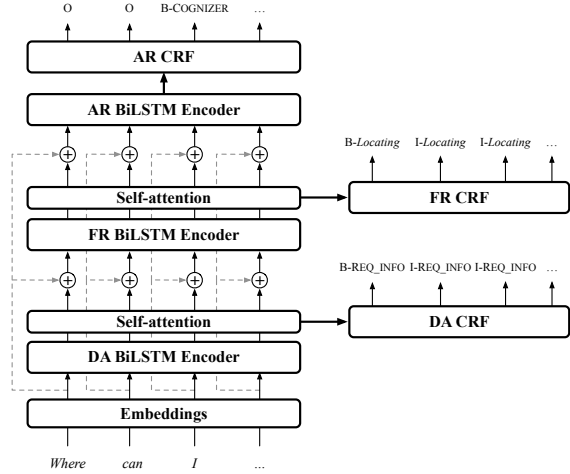 O O B-COGNIZER ...
AR CRF
AR BiLSTM Encoder
+ + + +
B-Locating I-Locating I-Locating ...
Self-attention
FR CRF
FR BiLSTM Encoder
B-REQ_INFO I-REQ_INFO I-REQ_INFO ...
+ + + +
Self-attention
DA CRF
DA BiLSTM Encoder
Embeddings
Where can I ...